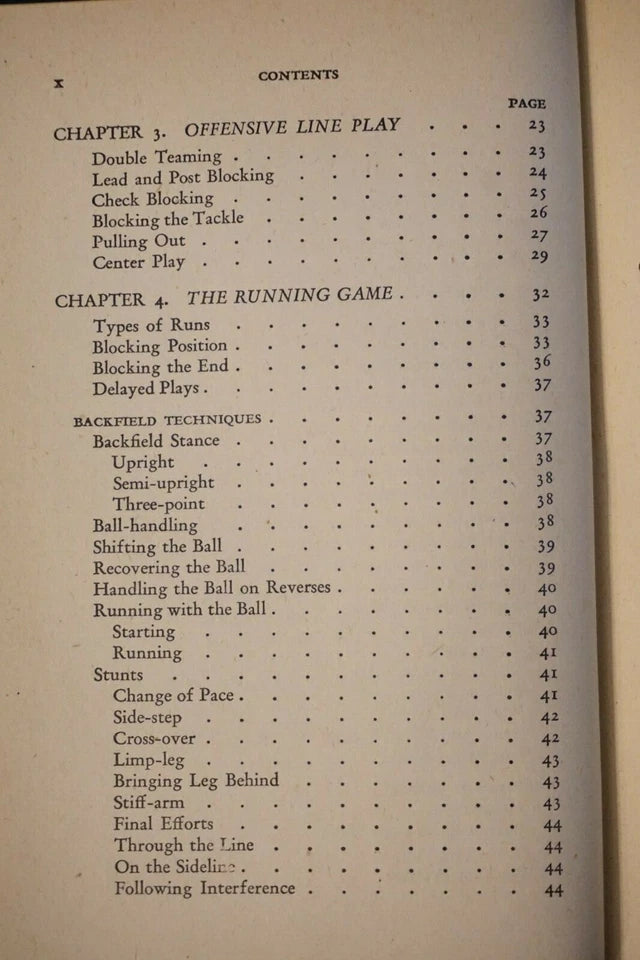 x CONTENTS
PAGE
CHAPTER 3. OFFENSIVE LINE PLAY . . . 23
Double Teaming . . . . . . . . . 23
Lead and Post Blocking . . . . . . . 24
Check Blocking . . . . . . . . . 25
Blocking the Tackle . . . . . . . . 26
Pulling Out . . . . . . . . . . 27
Center Play . . . . . . . . . . 29
CHAPTER 4. THE RUNNING GAME . . . . 32
Types of Runs . . . . . . . . . 33
Blocking Position . . . . . . . . . 33
Blocking the End . . . . . . . . . 36
Delayed Plays . . . . . . . . . . 37
BACKFIELD TECHNIQUES . . . . . . . . 37
Backfield Stance . . . . . . . . . 37
Upright . . . . . . . . . . 38
Semi-upright . . . . . . . . . 38
Three-point . . . . . . . . . 38
Ball-handling . . . . . . . . . 38
Shifting the Ball . . . . . . . . . 39
Recovering the Ball . . . . . . . . 39
Handling the Ball on Reverses . . . . . . 40
Running with the Ball . . . . . . . . 40
Starting . . . . . . . . . . 40
Running . . . . . . . . . . 41
Stunts . . . . . . . . . . . 41
Change of Pace . . . . . . . . . 41
Side-step . . . . . . . . . . 42
Cross-over . . . . . . . . . . 42
Limp-leg . . . . . . . . . . 43
Bringing Leg Behind . . . . . . . 43
Stiff-arm . . . . . . . . . . 43
Final Efforts . . . . . . . . . 44
Through the Line . . . . . . . . 44
On the Sideline . . . . . . . . . 44
Following Interference . . . . . . . 44